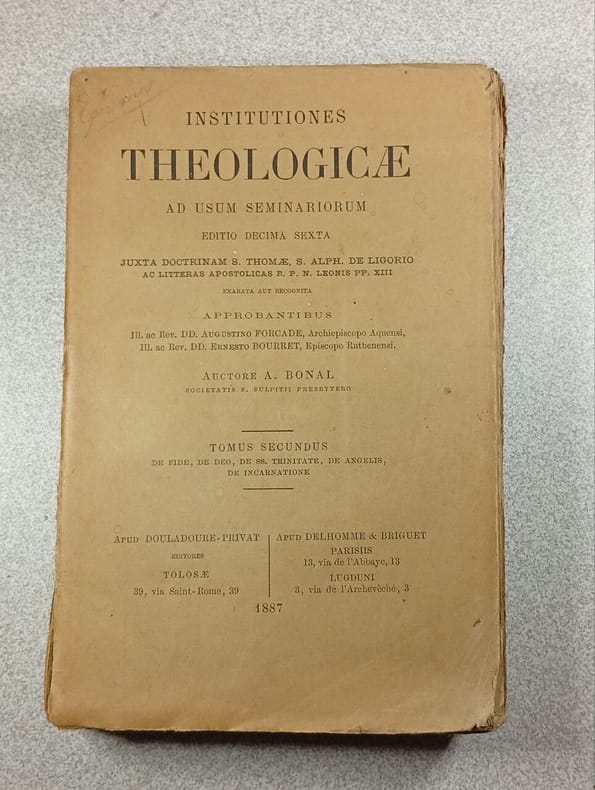 INSTITUTIONES
THEOLOGICÆ
AD USUM SEMINARIORUM
EDITIO DECIMA SEXTA
JUXTA DOCTRINAM S. THOMÆ, S. ALPH. DE LIGORIO
AC LITTERAS APOSTOLICAS R. P. N. LEONIS PP. XIII
EXARATA AUT RECOGNITA
APPROBANTIBUS
Ill. ac Rev. DD. AUGUSTINO FORCADE, Archiepiscopo Aquensi,
Ill. ac Rev. DD. ERNESTO BOURRET, Episcopo Ruthenensi.
AUCTORE A. BONAL
SOCIETATIS S. SULPITII PRESBYTERO
TOMUS SECUNDUS
DE FIDE, DE DEO, DE SS. TRINITATE, DE ANGELIS,
DE INCARNATIONE
APUD DOULADOURE-PRIVAT
EDITORES
TOLOSÆ
39, via Saint-Rome, 39
APUD DELHOMME & BRIGUET
PARISIIS
13, via de l'Abbaye, 13
LUGDUNI
3, via de l'Archevêché, 3
1887